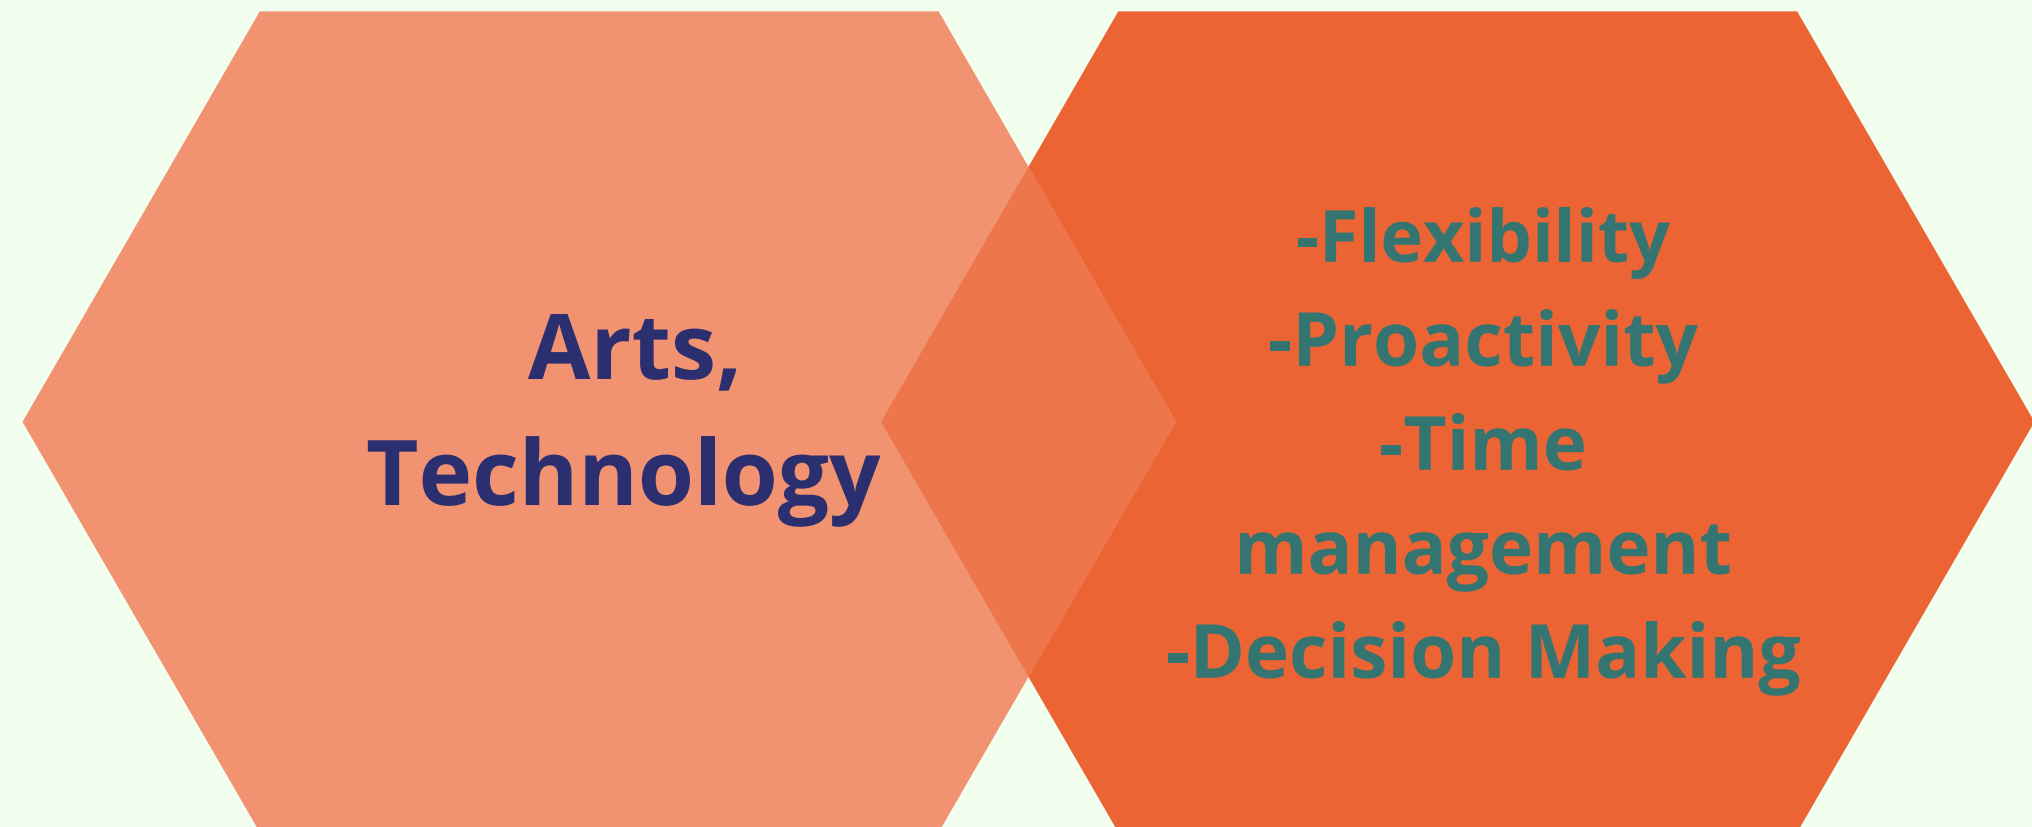 Arts,
Technology
-Flexibility
-Proactivity
-Time
management
-Decision Making